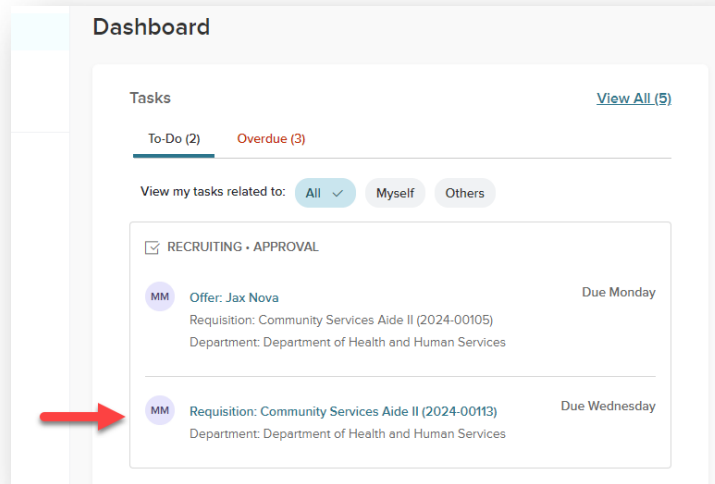 Dashboard
Tasks
View All (5)
To-Do (2)
Overdue (3)
View my tasks related to:
All
Myself
Others
RECRUITING • APPROVAL
MM
Offer: Jax Nova
Due Monday
Requisition: Community Services Aide II (2024-00105)
Department: Department of Health and Human Services
MM
Requisition: Community Services Aide II (2024-00113)
Due Wednesday
Department: Department of Health and Human Services